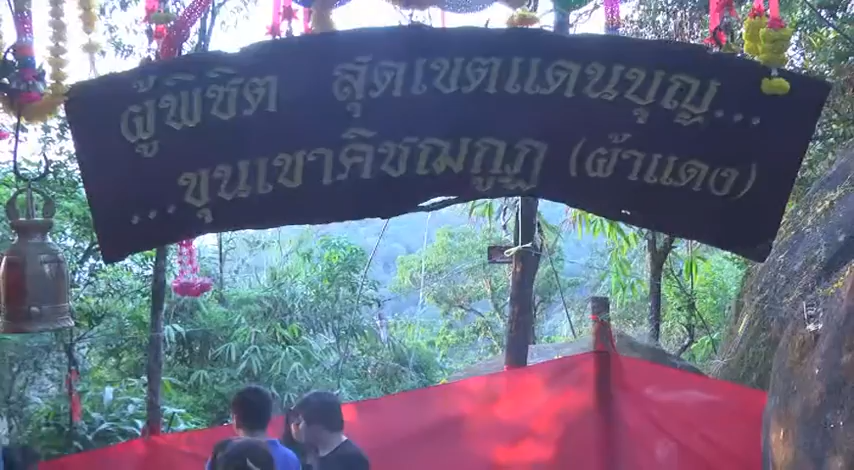 ผู้พิชิต สุดเขตแดนบุญ...
...ขุนเขาคิชฌกูฏ (ผ้าแดง)